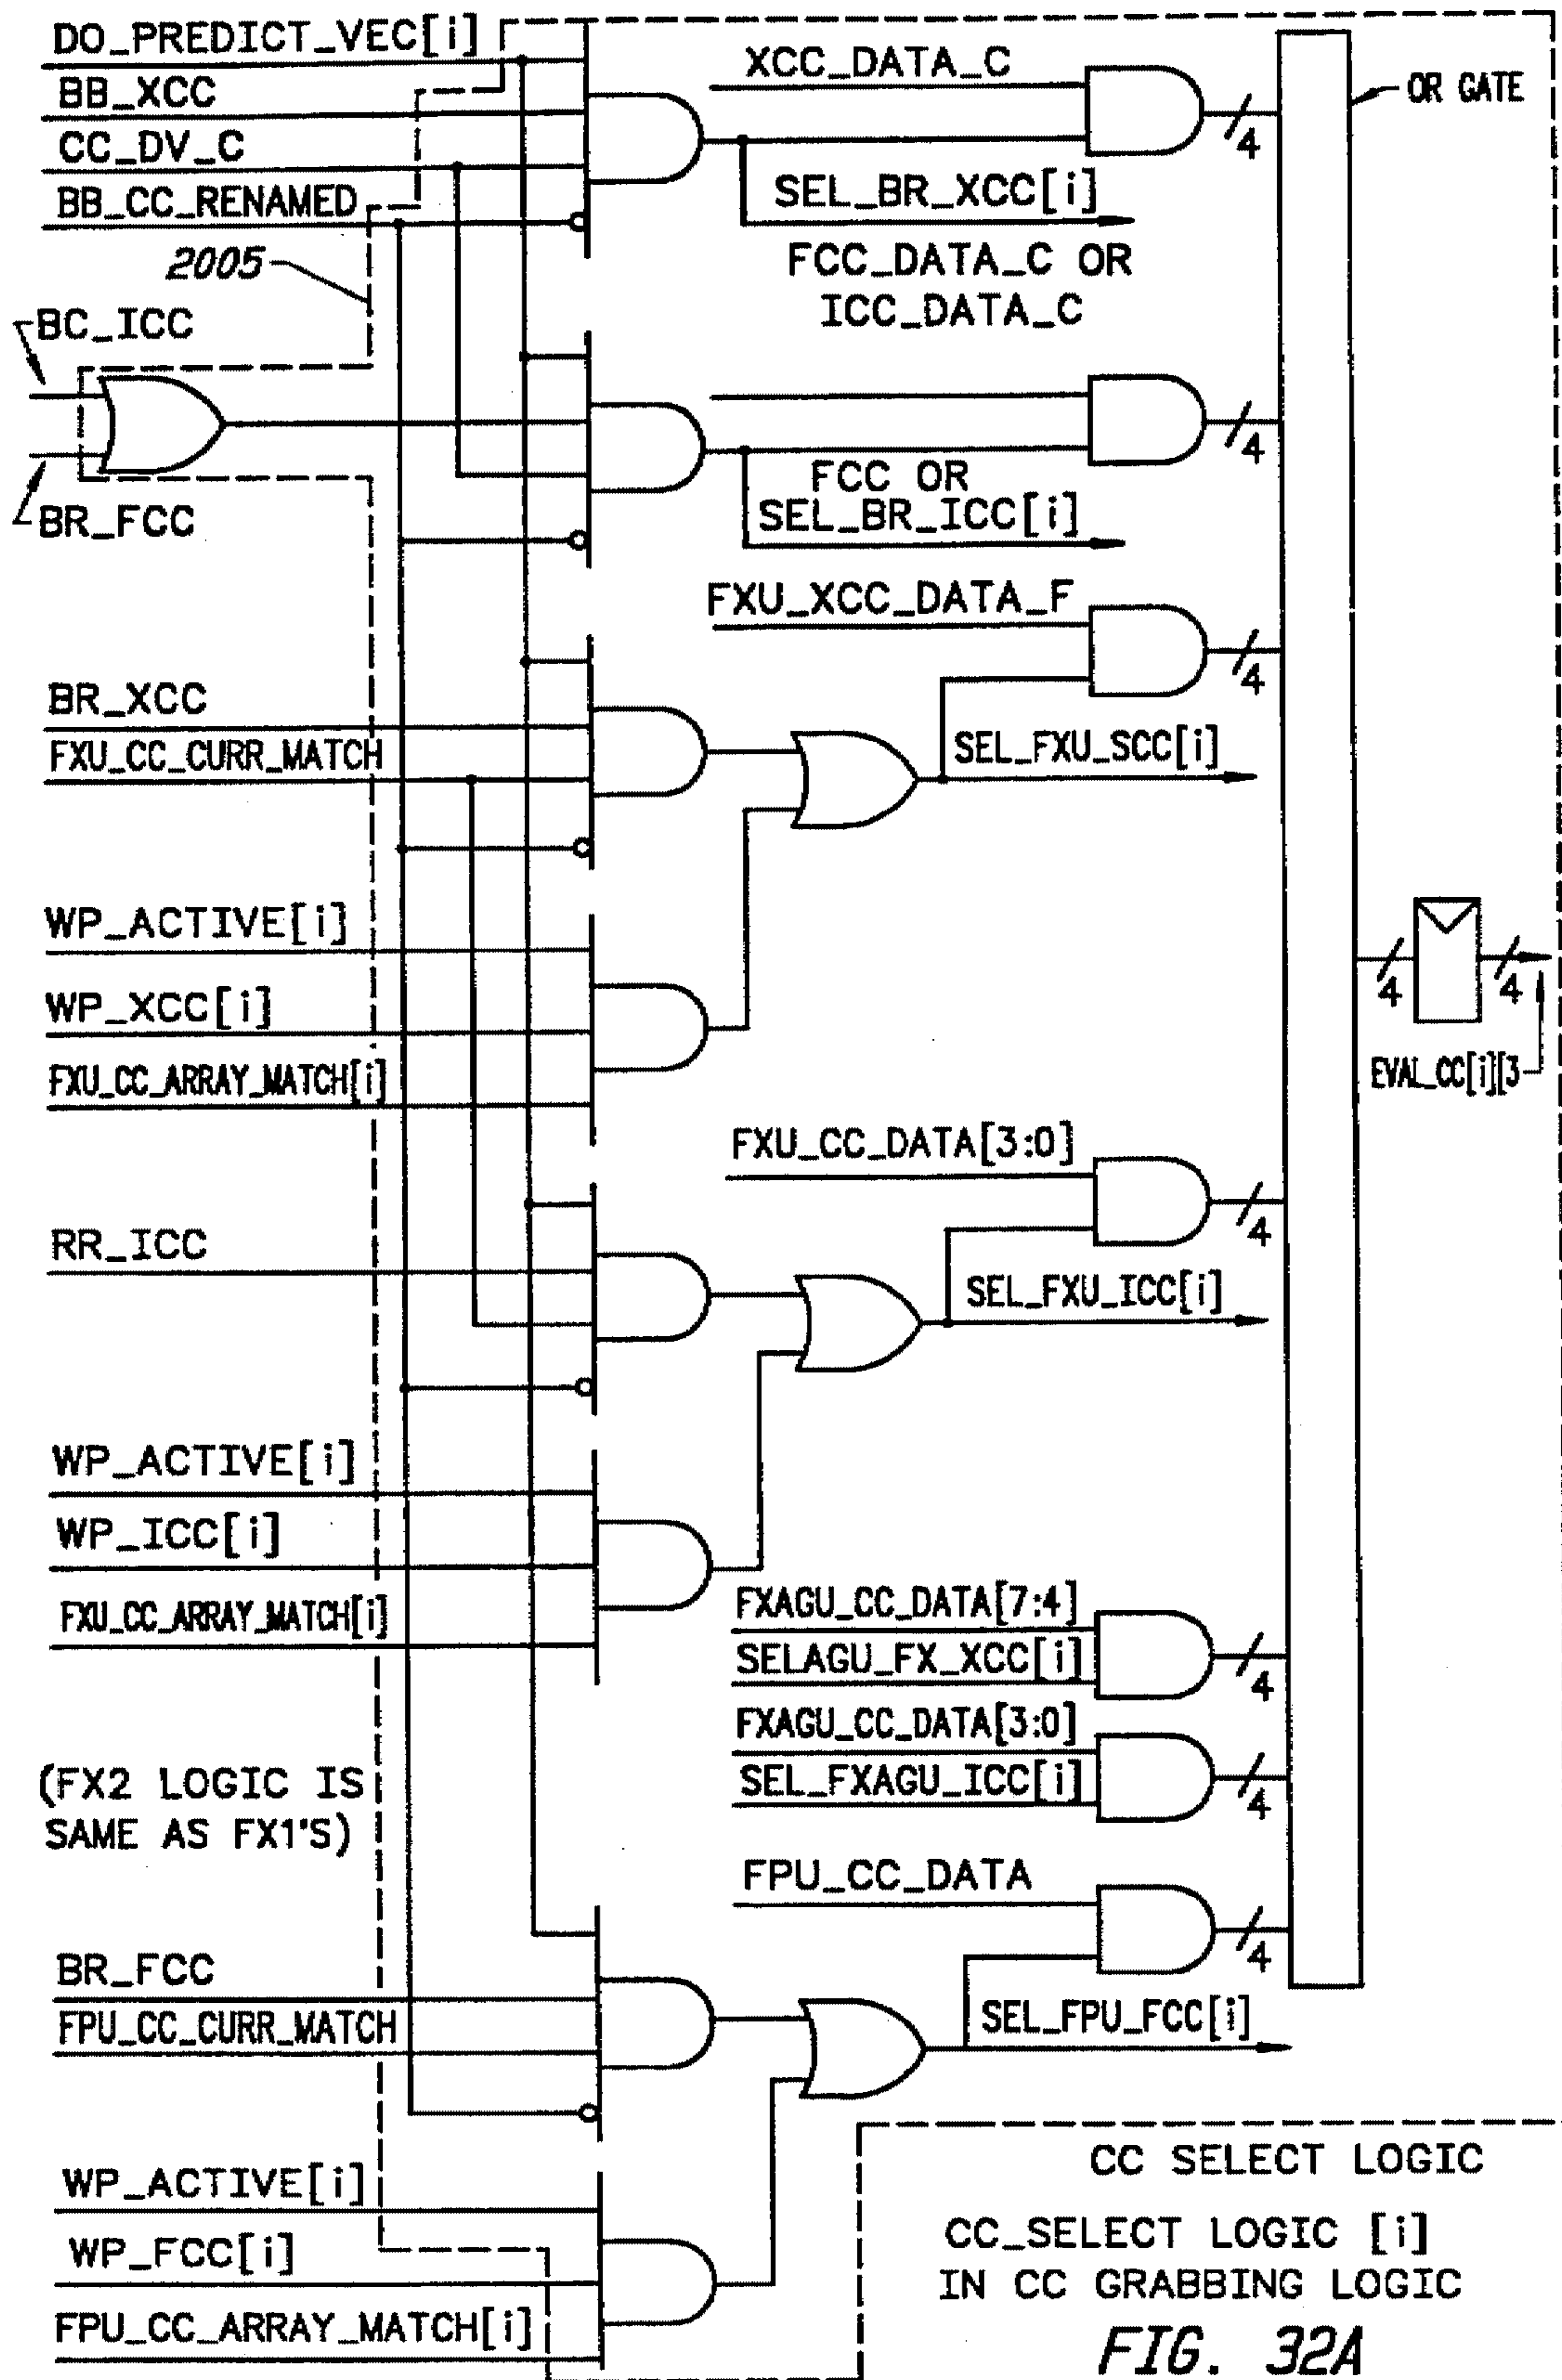 DO_PREDICT_VEC[i]
BB_XCC
CC_DV_C
BB_CC_RENAMED
2005
BC_ICC
BR_FCC
XCC_DATA_C
4
OR GATE
SEL_BR_XCC[i]
FCC_DATA_C OR
ICC_DATA_C
4
FCC OR
SEL_BR_ICC[i]
FXU_XCC_DATA_F
4
BR_XCC
FXU_CC_CURR_MATCH
SEL_FXU_SCC[i]
WP_ACTIVE[i]
WP_XCC[i]
FXU_CC_ARRAY_MATCH[i]
4
4
EVAL_CC[i][3
FXU_CC_DATA[3:0]
4
RR_ICC
SEL_FXU_ICC[i]
WP_ACTIVE[i]
WP_ICC[i]
FXU_CC_ARRAY_MATCH[i]
FXAGU_CC_DATA[7:4]
SELAGU_FX_XCC[i]
4
FXAGU_CC_DATA[3:0]
SEL_FXAGU_ICC[i]
4
(FX2 LOGIC IS
SAME AS FX1'S)
FPU_CC_DATA
4
BR_FCC
FPU_CC_CURR_MATCH
SEL_FPU_FCC[i]
WP_ACTIVE[i]
WP_FCC[i]
FPU_CC_ARRAY_MATCH[i]
CC SELECT LOGIC
CC_SELECT LOGIC [i]
IN CC GRABBING LOGIC
FIG. 32A